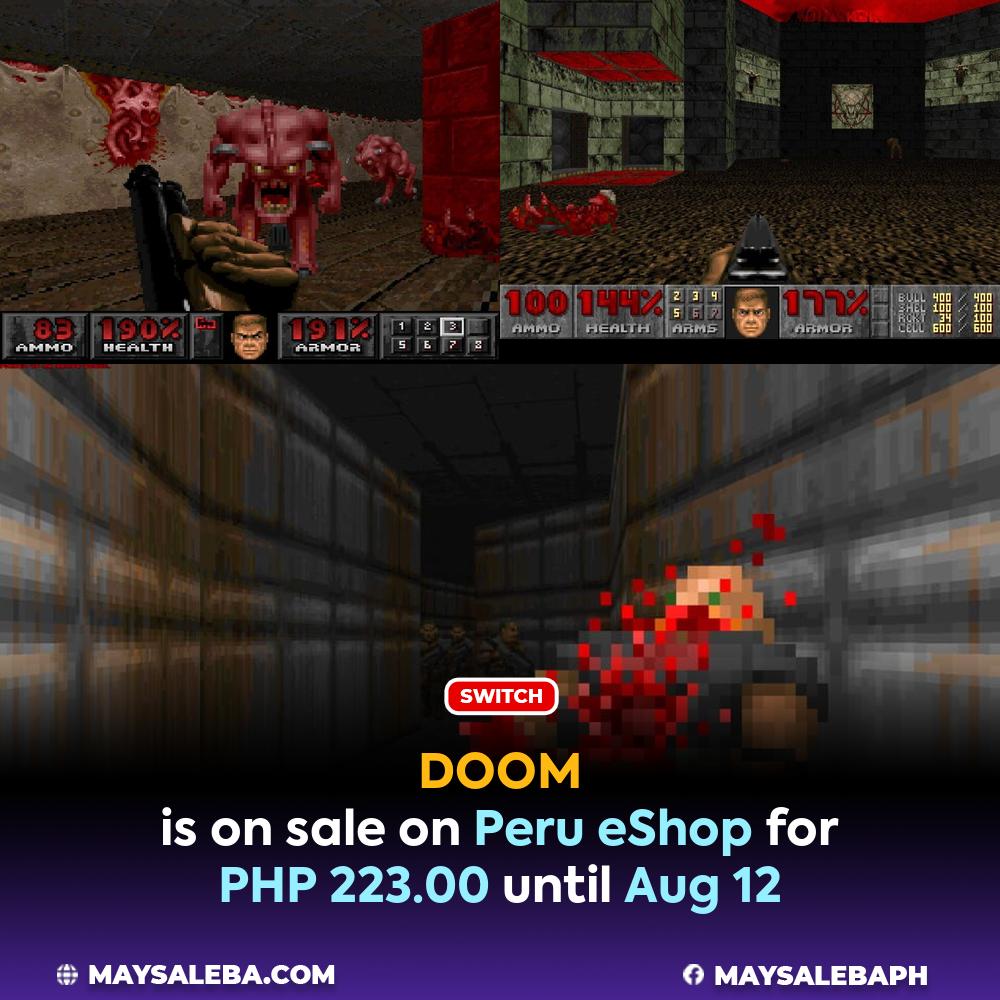 83
AMMO
190%
HEALTH
191%
ARMOR
1 2 3
5 6 7 8
100
AMMO
144%
HEALTH
2 3 4
5 6 7
ARMS
177%
ARMOR
BULL 400 / 400
SHEL 100 / 100
RCKT 34 / 100
CELL 600 / 600
SWITCH
DOOM
is on sale on Peru eShop for
PHP 223.00 until Aug 12
MAYSALEBA.COM
MAYSALEBAPH